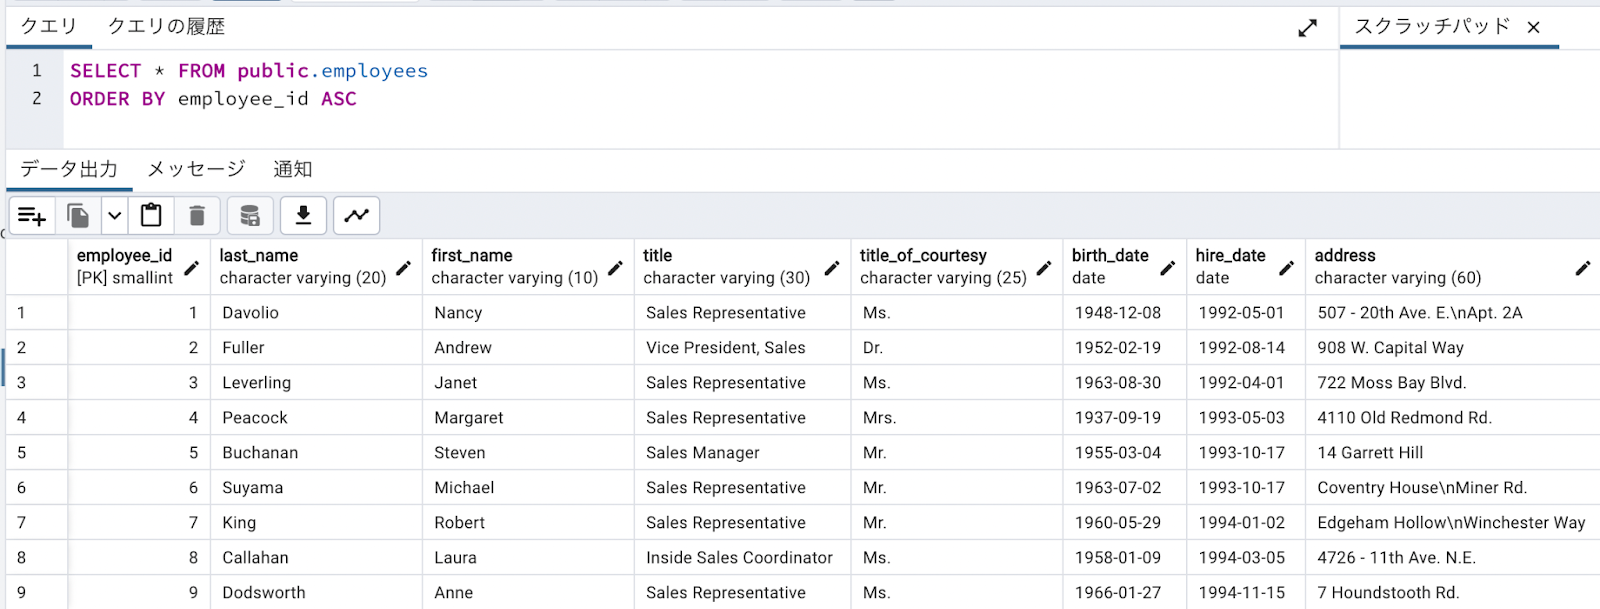 クエリ クエリの履歴 スクラッチパッド ×
1 SELECT * FROM public.employees
2 ORDER BY employee_id ASC
データ出力 メッセージ 通知
employee_id last_name first_name title title_of_courtesy birth_date hire_date address
[PK] smallint character varying (20) character varying (10) character varying (30) character varying (25) date date character varying (60)
1 1 Davolio Nancy Sales Representative Ms. 1948-12-08 1992-05-01 507 - 20th Ave. E.\nApt. 2A
2 2 Fuller Andrew Vice President, Sales Dr. 1952-02-19 1992-08-14 908 W. Capital Way
3 3 Leverling Janet Sales Representative Ms. 1963-08-30 1992-04-01 722 Moss Bay Blvd.
4 4 Peacock Margaret Sales Representative Mrs. 1937-09-19 1993-05-03 4110 Old Redmond Rd.
5 5 Buchanan Steven Sales Manager Mr. 1955-03-04 1993-10-17 14 Garrett Hill
6 6 Suyama Michael Sales Representative Mr. 1963-07-02 1993-10-17 Coventry House\nMiner Rd.
7 7 King Robert Sales Representative Mr. 1960-05-29 1994-01-02 Edgeham Hollow\nWinchester Way
8 8 Callahan Laura Inside Sales Coordinator Ms. 1958-01-09 1994-03-05 4726 - 11th Ave. N.E.
9 9 Dodsworth Anne Sales Representative Ms. 1966-01-27 1994-11-15 7 Houndstooth Rd.